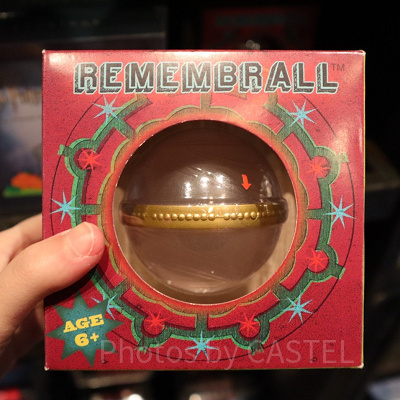 REMEMBRALL™
AGE
6+
Photos by CASTEL